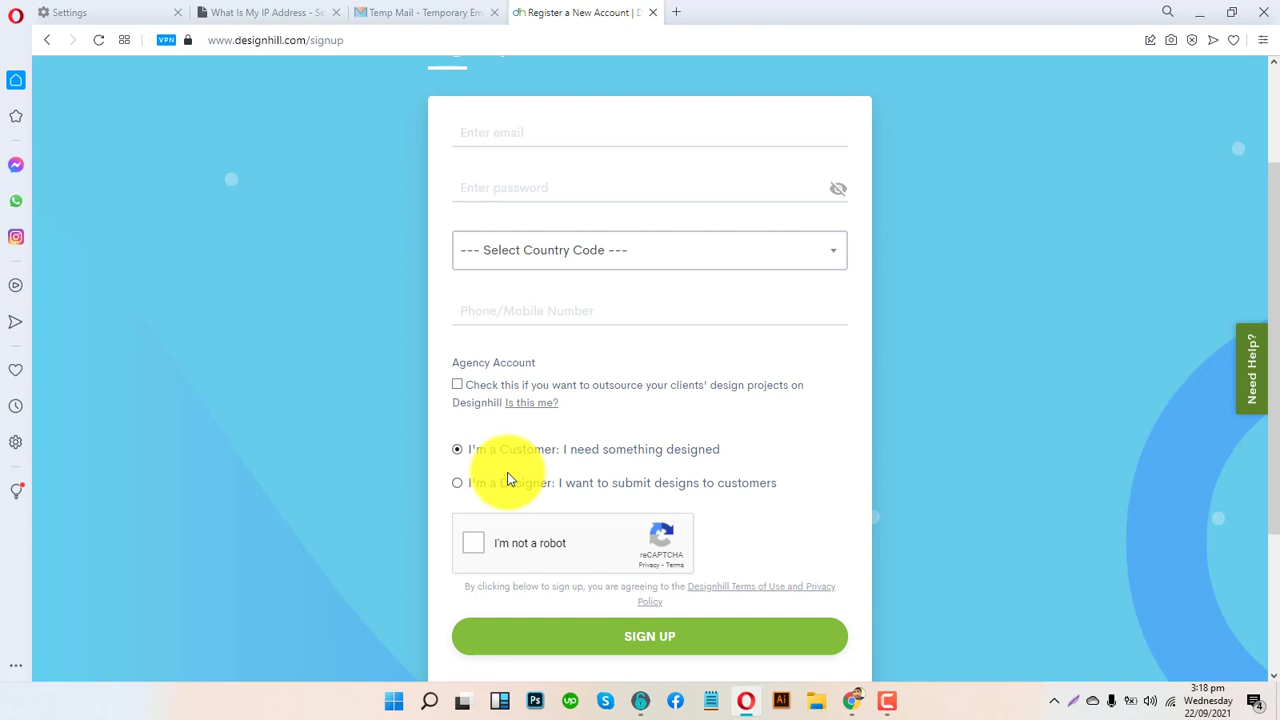 Settings
What Is My IP Address - Se
Temp Mail - Temporary Em
Register a New Account | D
VPN
www.designhill.com/signup
Enter email
Enter password
--- Select Country Code ---
Phone/Mobile Number
Agency Account
Check this if you want to outsource your clients' design projects on
Designhill Is this me?
I'm a Customer: I need something designed
I'm a Designer: I want to submit designs to customers
I'm not a robot
reCAPTCHA
Privacy - Terms
By clicking below to sign up, you are agreeing to the Designhill Terms of Use and Privacy
Policy
SIGN UP
Need Help?
Ps
up
Ai
3:18 pm
Wednesday
22/09/2021
4